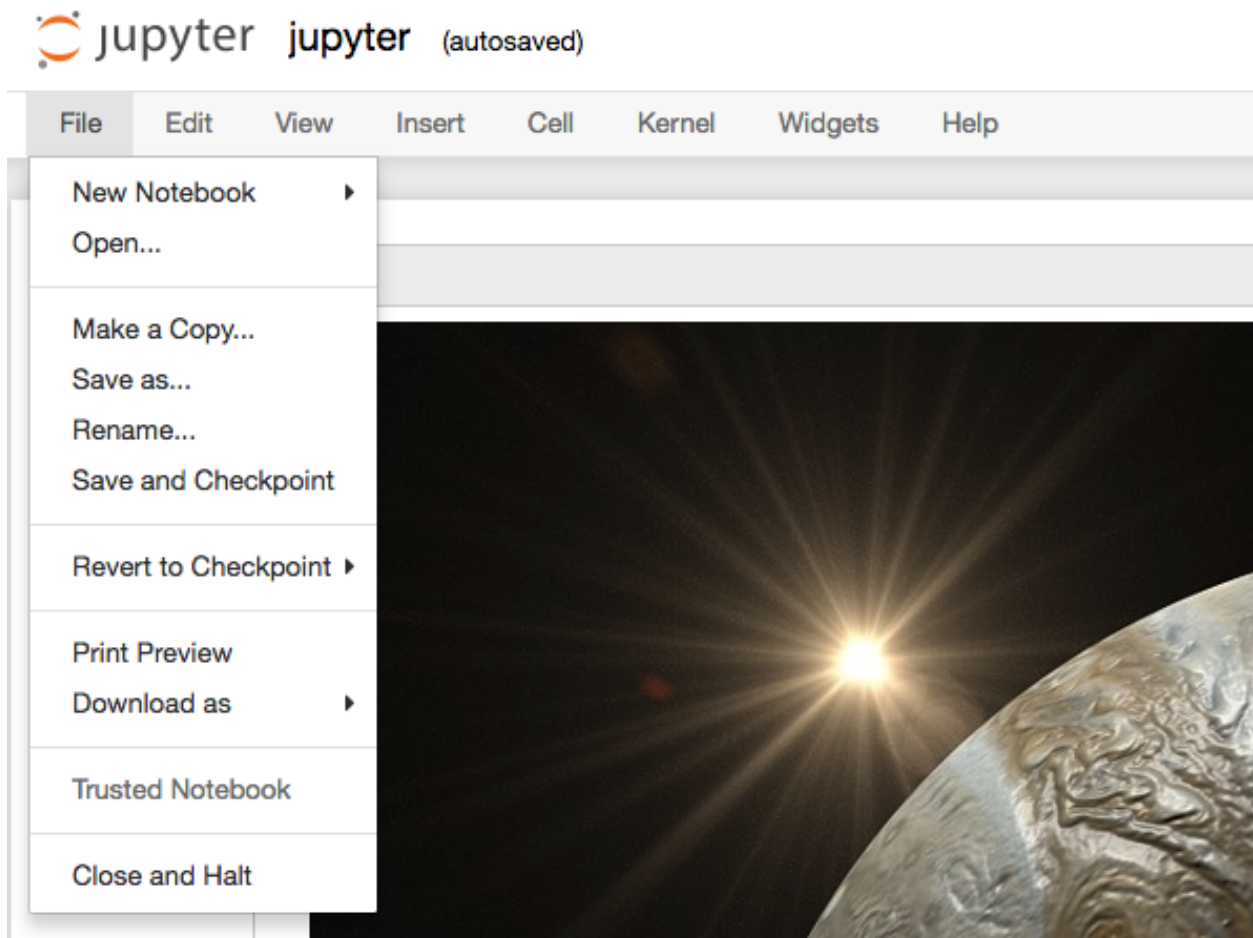 jupyter jupyter (autosaved)
File Edit View Insert Cell Kernel Widgets Help
New Notebook
Open...
Make a Copy...
Save as...
Rename...
Save and Checkpoint
Revert to Checkpoint
Print Preview
Download as
Trusted Notebook
Close and Halt